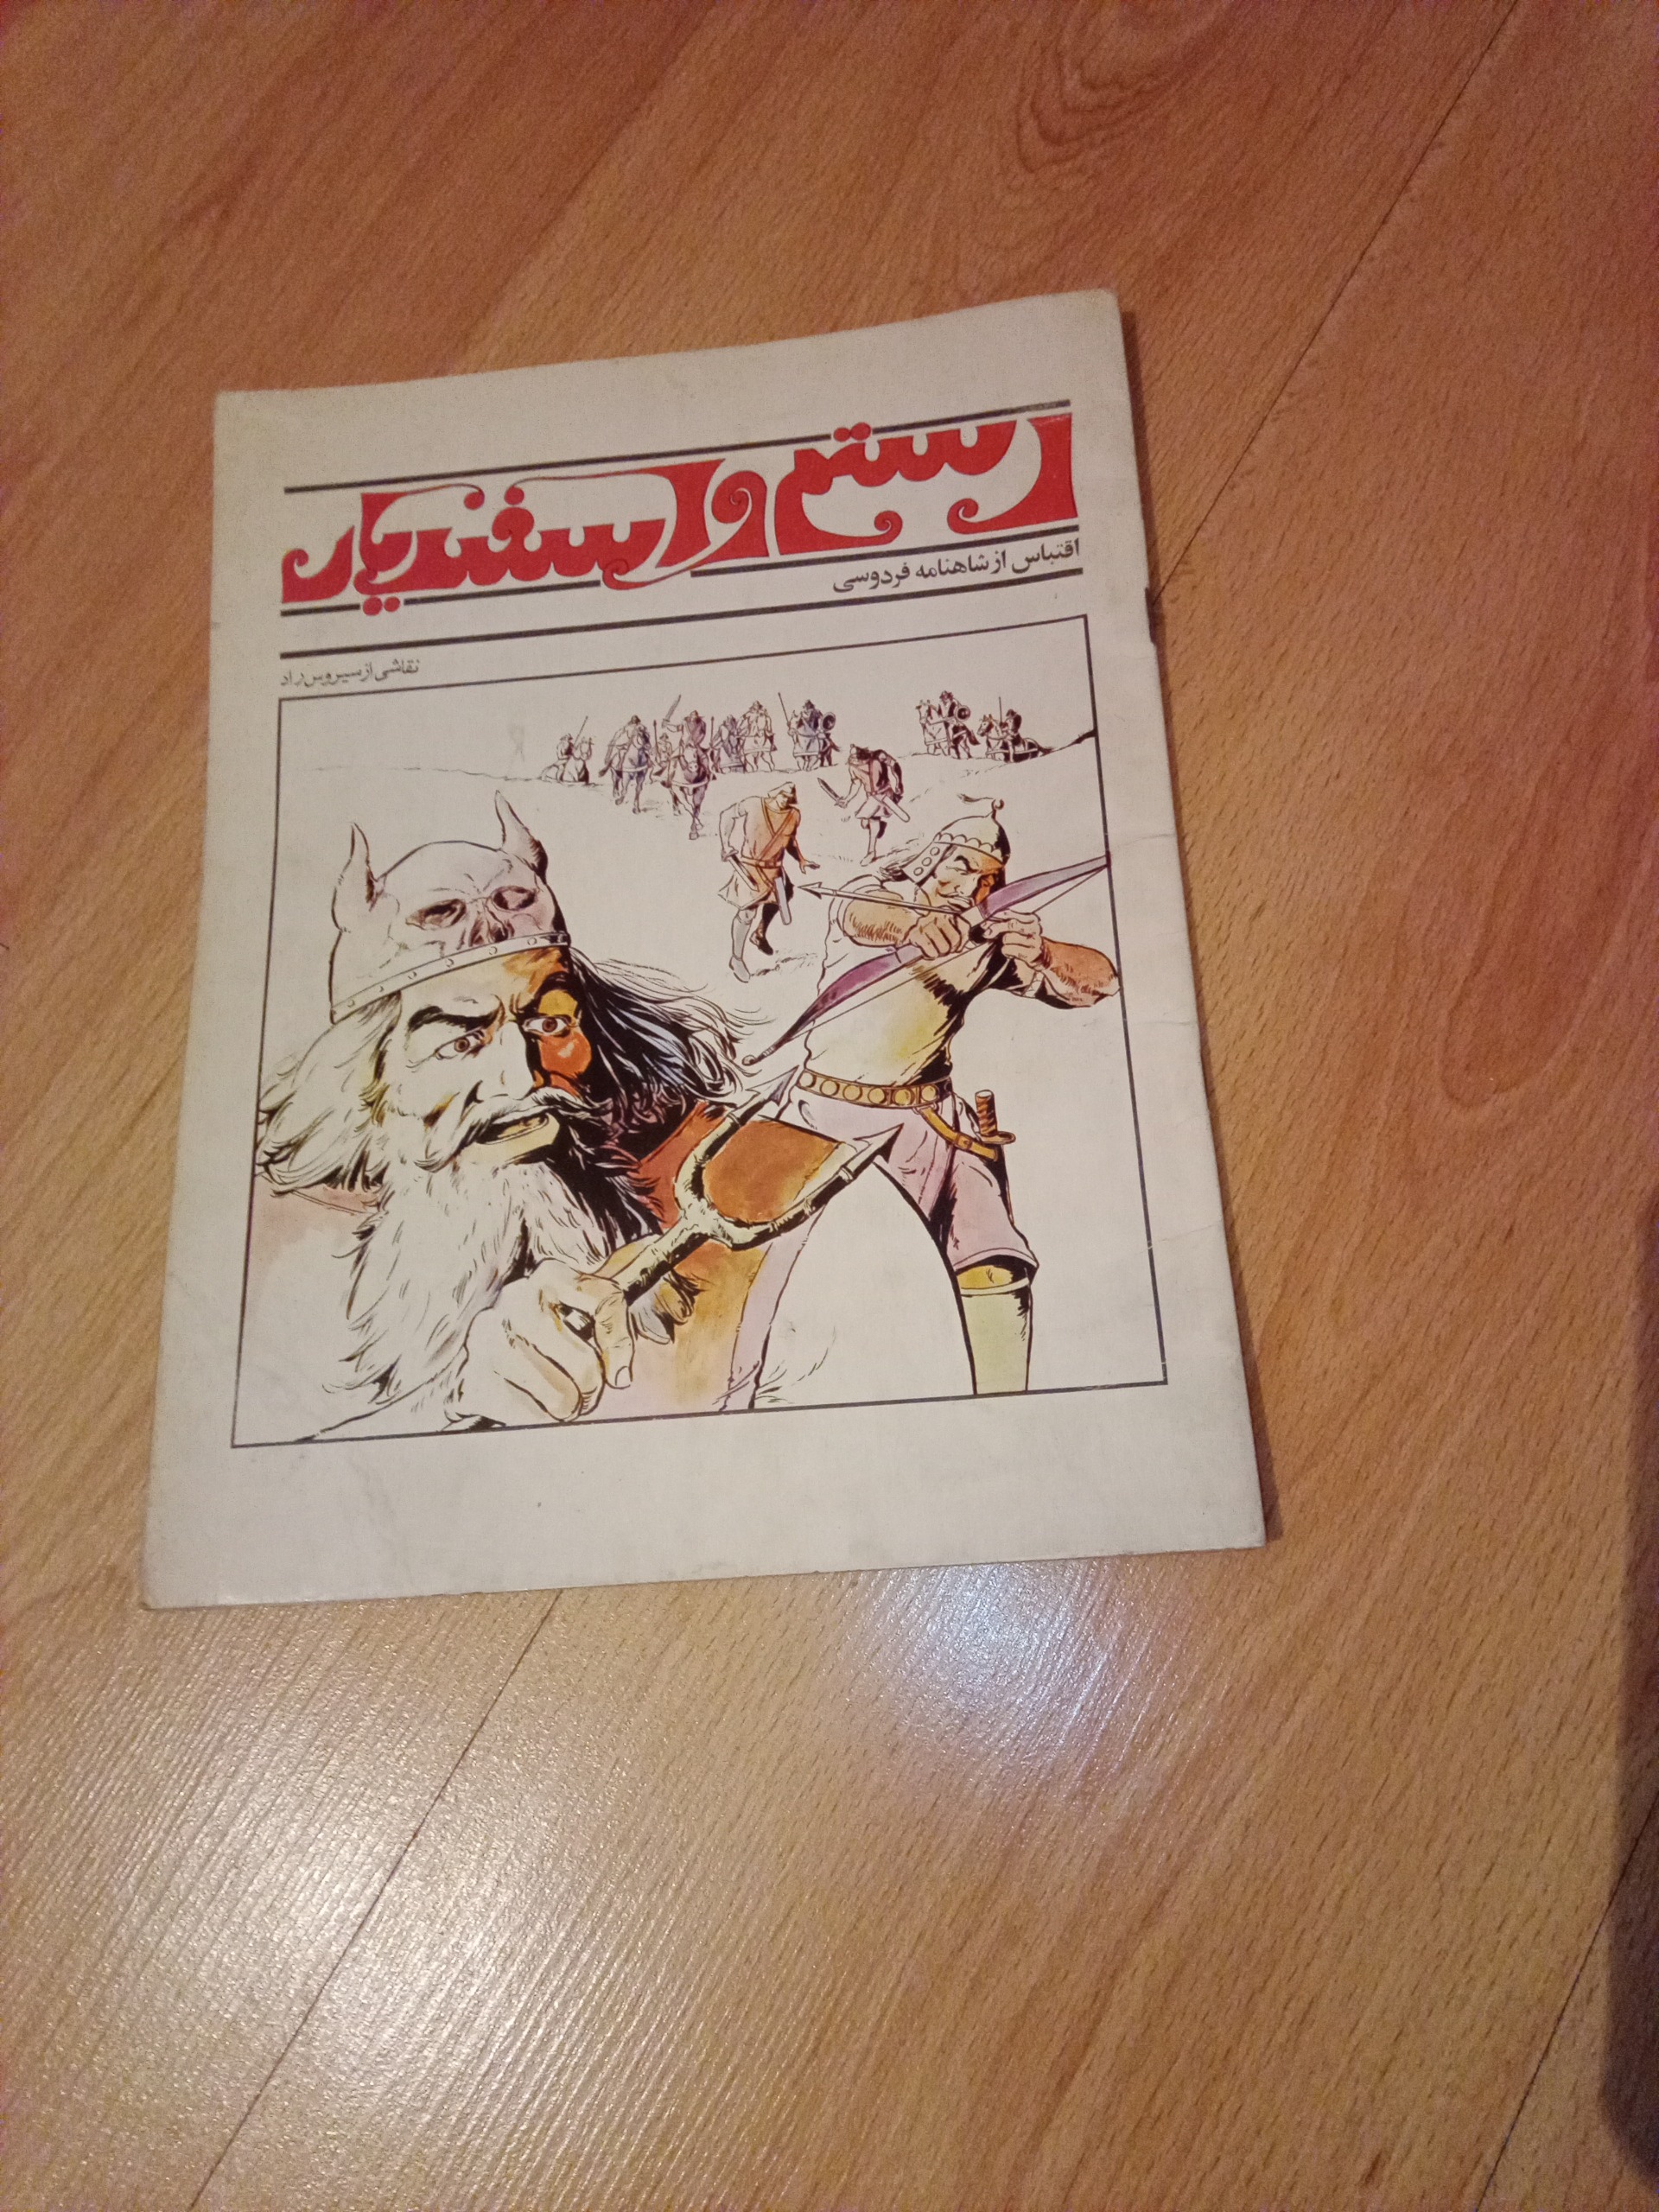 رستم و اسفندیار
اقتباس از شاهنامه فردوسی
نقاشی از سیروس راد